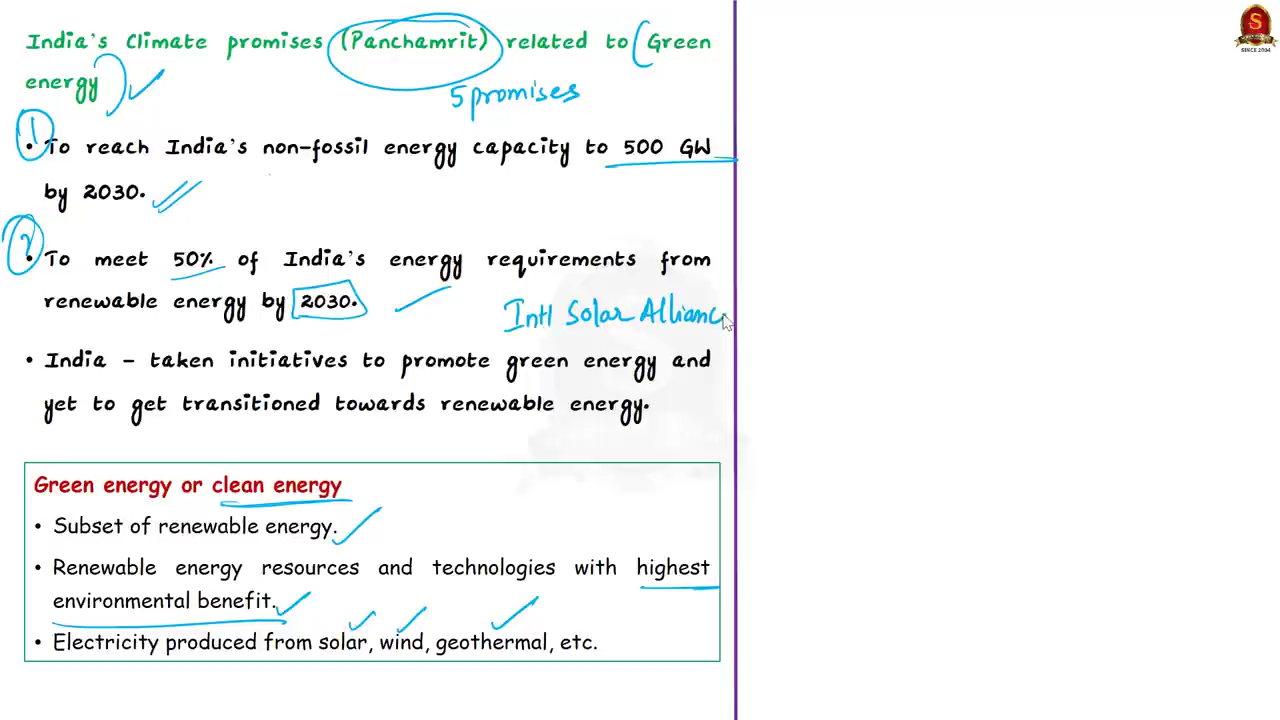 India's Climate promises (Panchamrit) related to Green
energy
5 promises
1
• To reach India's non-fossil energy capacity to 500 GW
by 2030.
2
• To meet 50% of India's energy requirements from
renewable energy by 2030.
Intl Solar Allianc
• India - taken initiatives to promote green energy and
yet to get transitioned towards renewable energy.
Green energy or clean energy
• Subset of renewable energy.
• Renewable energy resources and technologies with highest
environmental benefit.
• Electricity produced from solar, wind, geothermal, etc.
S
SINCE 2004